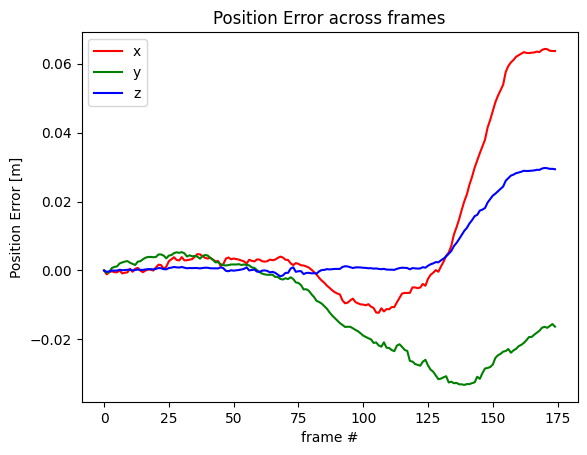 Position Error across frames
x
y
z
Position Error [m]
0.06
0.04
0.02
0.00
−0.02
0
25
50
75
100
125
150
175
frame #